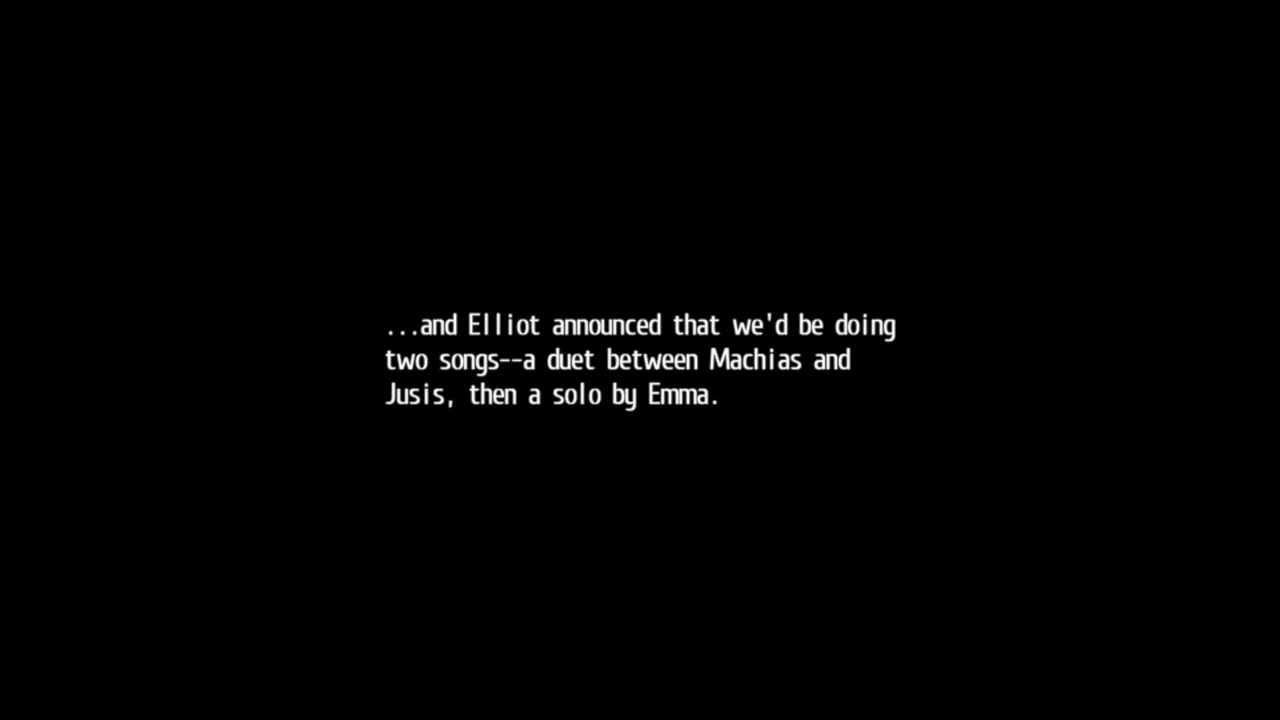 ...and Elliot announced that we'd be doing
two songs--a duet between Machias and
Jusis, then a solo by Emma.